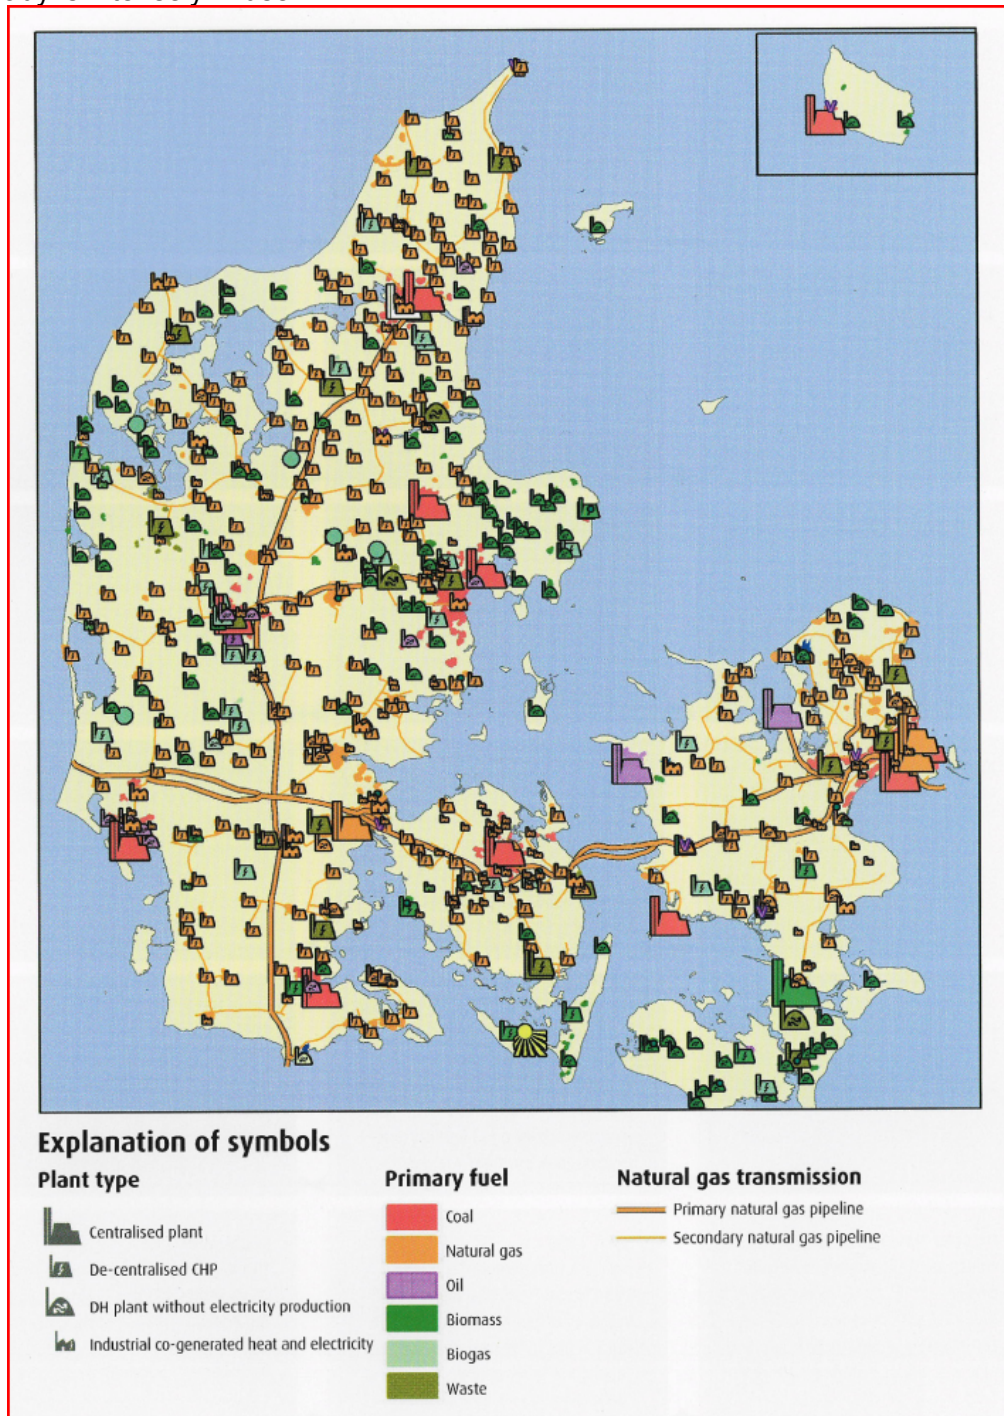 Explanation of symbols
Plant type
Centralised plant
De-centralised CHP
DH plant without electricity production
Industrial co-generated heat and electricity
Primary fuel
Coal
Natural gas
Oil
Biomass
Biogas
Waste
Natural gas transmission
Primary natural gas pipeline
Secondary natural gas pipeline